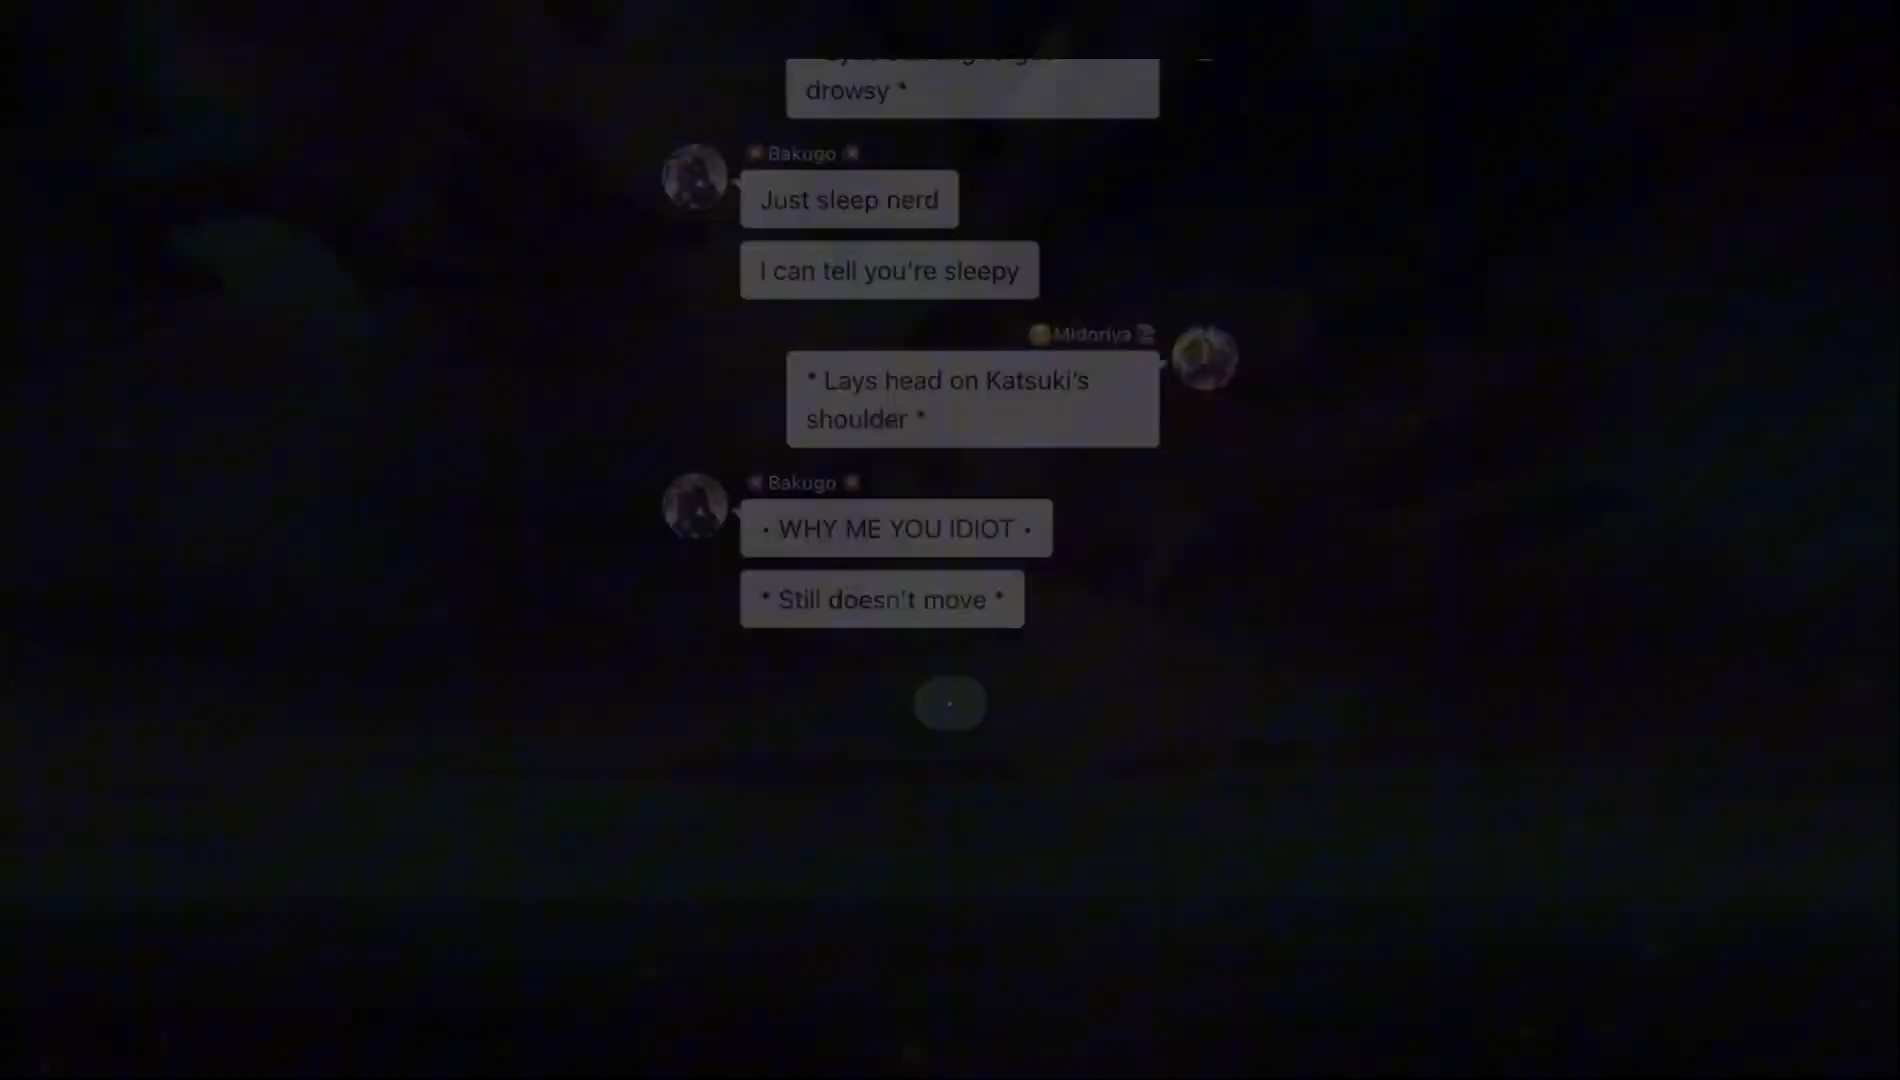 drowsy *
Bakugo
Just sleep nerd
I can tell you're sleepy
Midoriya
* Lays head on Katsuki's
shoulder *
Bakugo
• WHY ME YOU IDIOT •
* Still doesn't move *